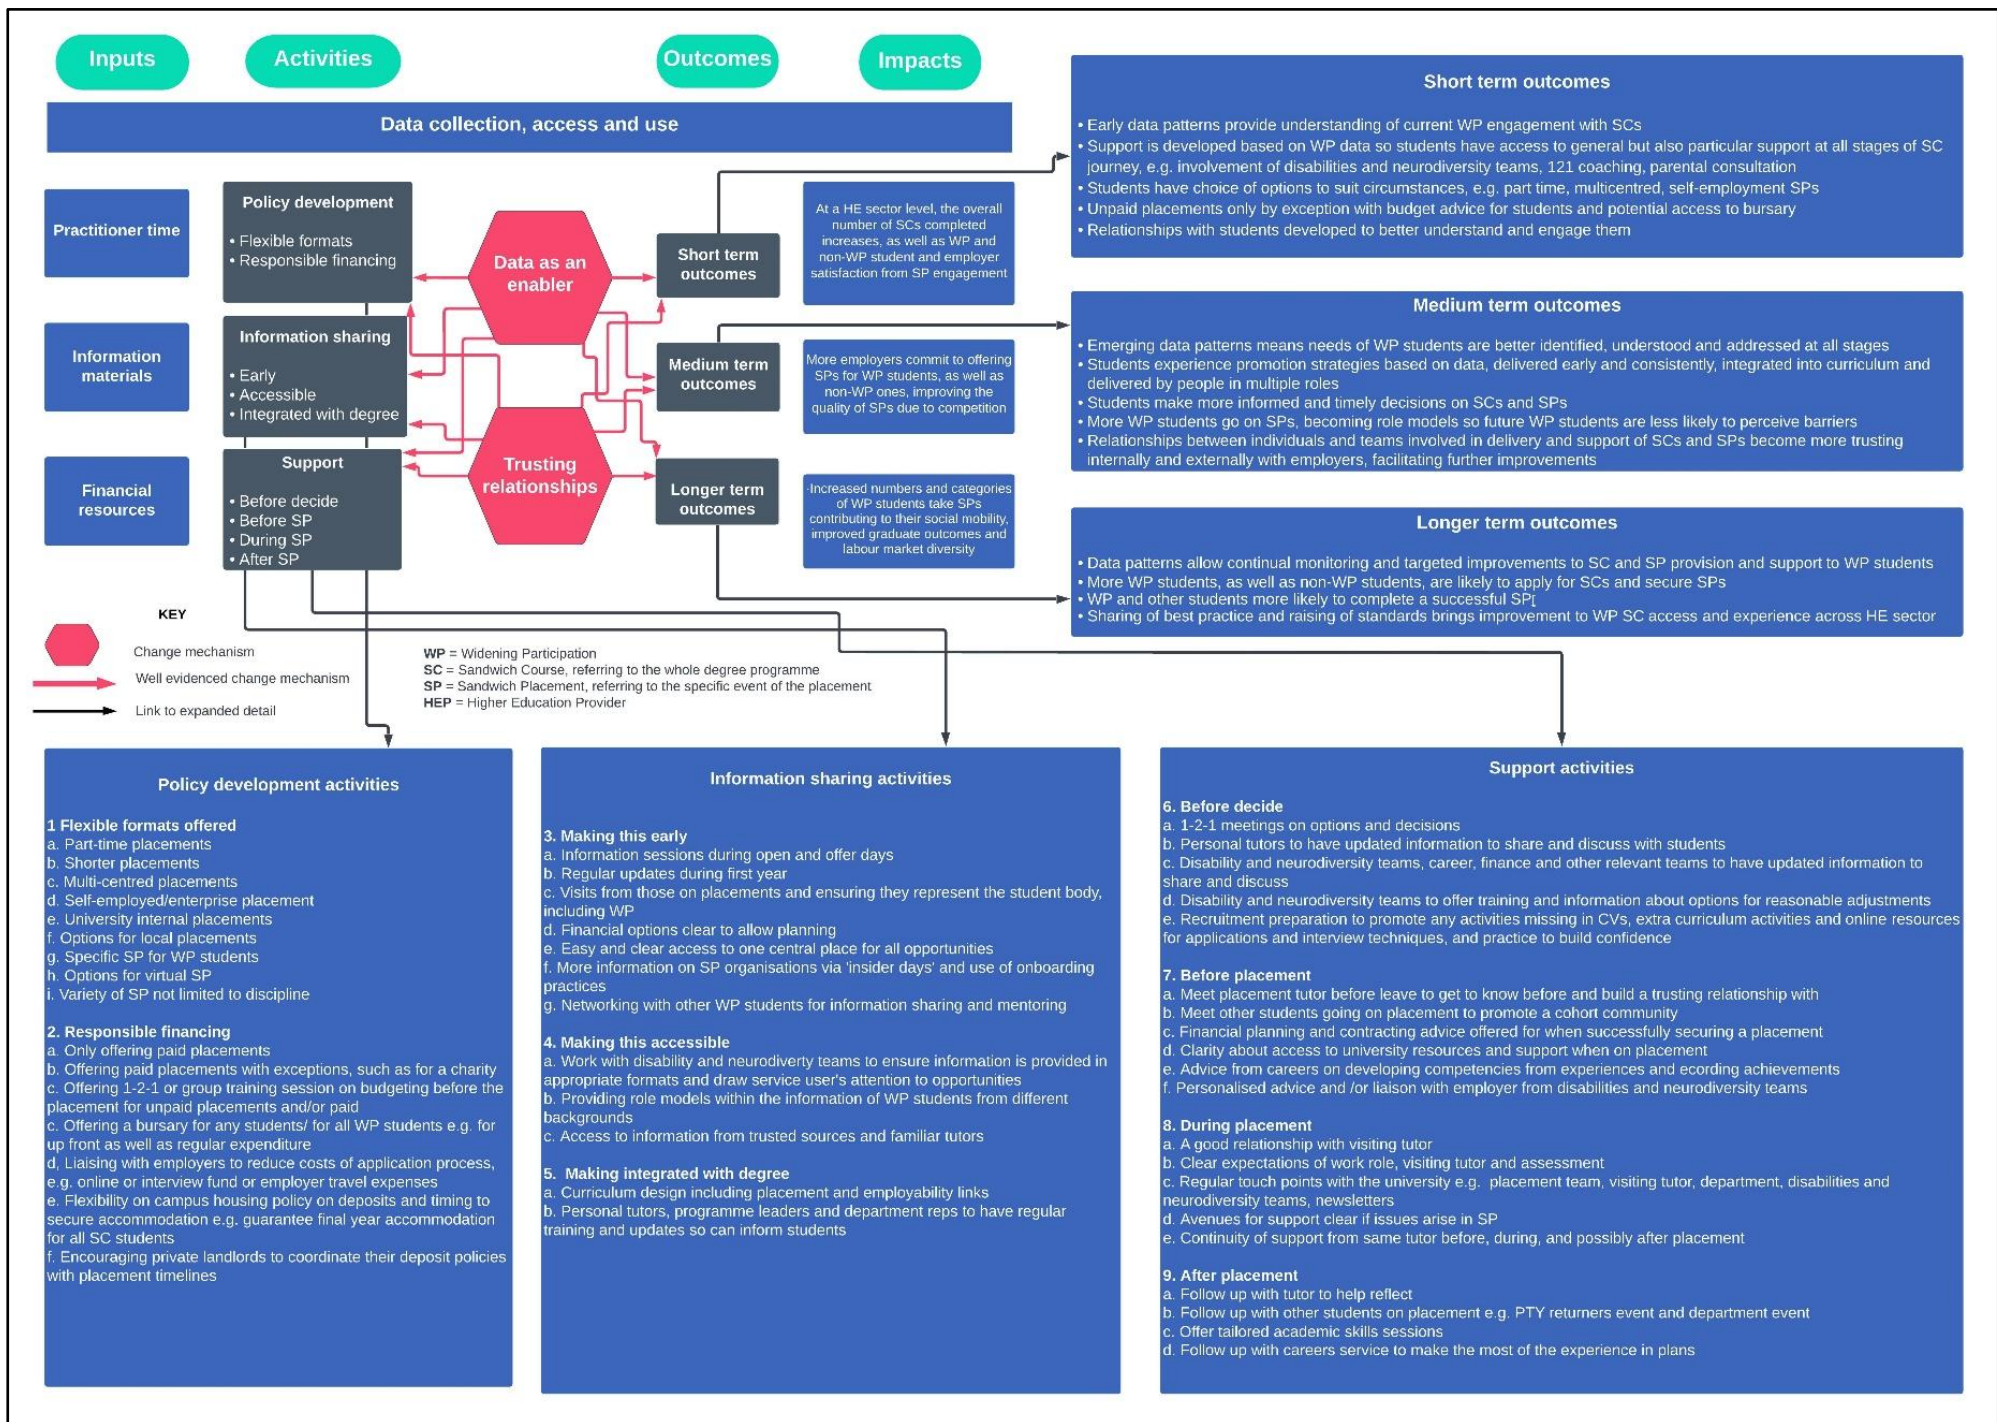 Inputs
Activities
Outcomes
Impacts
Data collection, access and use
Practitioner time
Information
materials
Financial
resources
Policy development
• Flexible formats
• Responsible financing
Information sharing
• Early
• Accessible
• Integrated with degree
Support
• Before decide
• Before SP
• During SP
• After SP
Data as an
enabler
Trusting
relationships
Short term
outcomes
Medium term
outcomes
Longer term
outcomes
At a HE sector level, the overall
number of SCs completed
increases, as well as WP and
non-WP student and employer
satisfaction from SP engagement
More employers commit to offering
SPs for WP students, as well as
non-WP ones, improving the
quality of SPs due to competition
·Increased numbers and categories
of WP students take SPs
contributing to their social mobility,
improved graduate outcomes and
labour market diversity
Short term outcomes
• Early data patterns provide understanding of current WP engagement with SCs
• Support is developed based on WP data so students have access to general but also particular support at all stages of SC
journey, e.g. involvement of disabilities and neurodiversity teams, 121 coaching, parental consultation
• Students have choice of options to suit circumstances, e.g. part time, multicentred, self-employment SPs
• Unpaid placements only by exception with budget advice for students and potential access to bursary
• Relationships with students developed to better understand and engage them
Medium term outcomes
• Emerging data patterns means needs of WP students are better identified, understood and addressed at all stages
• Students experience promotion strategies based on data, delivered early and consistently, integrated into curriculum and
delivered by people in multiple roles
• Students make more informed and timely decisions on SCs and SPs
• More WP students go on SPs, becoming role models so future WP students are less likely to perceive barriers
• Relationships between individuals and teams involved in delivery and support of SCs and SPs become more trusting
internally and externally with employers, facilitating further improvements
Longer term outcomes
• Data patterns allow continual monitoring and targeted improvements to SC and SP provision and support to WP students
• More WP students, as well as non-WP students, are likely to apply for SCs and secure SPs
• WP and other students more likely to complete a successful SP[
• Sharing of best practice and raising of standards brings improvement to WP SC access and experience across HE sector
KEY
Change mechanism
Well evidenced change mechanism
Link to expanded detail
WP = Widening Participation
SC = Sandwich Course, referring to the whole degree programme
SP = Sandwich Placement, referring to the specific event of the placement
HEP = Higher Education Provider
Policy development activities
1 Flexible formats offered
a. Part-time placements
b. Shorter placements
c. Multi-centred placements
d. Self-employed/enterprise placement
e. University internal placements
f. Options for local placements
g. Specific SP for WP students
h. Options for virtual SP
i. Variety of SP not limited to discipline
2. Responsible financing
a. Only offering paid placements
b. Offering paid placements with exceptions, such as for a charity
c. Offering 1-2-1 or group training session on budgeting before the
placement for unpaid placements and/or paid
c. Offering a bursary for any students/ for all WP students e.g. for
up front as well as regular expenditure
d, Liaising with employers to reduce costs of application process,
e.g. online or interview fund or employer travel expenses
e. Flexibility on campus housing policy on deposits and timing to
secure accommodation e.g. guarantee final year accommodation
for all SC students
f. Encouraging private landlords to coordinate their deposit policies
with placement timelines
Information sharing activities
3. Making this early
a. Information sessions during open and offer days
b. Regular updates during first year
c. Visits from those on placements and ensuring they represent the student body,
including WP
d. Financial options clear to allow planning
e. Easy and clear access to one central place for all opportunities
f. More information on SP organisations via 'insider days' and use of onboarding
practices
g. Networking with other WP students for information sharing and mentoring
4. Making this accessible
a. Work with disability and neurodiverty teams to ensure information is provided in
appropriate formats and draw service user's attention to opportunities
b. Providing role models within the information of WP students from different
backgrounds
c. Access to information from trusted sources and familiar tutors
5. Making integrated with degree
a. Curriculum design including placement and employability links
b. Personal tutors, programme leaders and department reps to have regular
training and updates so can inform students
Support activities
6. Before decide
a. 1-2-1 meetings on options and decisions
b. Personal tutors to have updated information to share and discuss with students
c. Disability and neurodiversity teams, career, finance and other relevant teams to have updated information to
share and discuss
d. Disability and neurodiversity teams to offer training and information about options for reasonable adjustments
e. Recruitment preparation to promote any activities missing in CVs, extra curriculum activities and online resources
for applications and interview techniques, and practice to build confidence
7. Before placement
a. Meet placement tutor before leave to get to know before and build a trusting relationship with
b. Meet other students going on placement to promote a cohort community
c. Financial planning and contracting advice offered for when successfully securing a placement
d. Clarity about access to university resources and support when on placement
e. Advice from careers on developing competencies from experiences and ecording achievements
f. Personalised advice and /or liaison with employer from disabilities and neurodiversity teams
8. During placement
a. A good relationship with visiting tutor
b. Clear expectations of work role, visiting tutor and assessment
c. Regular touch points with the university e.g. placement team, visiting tutor, department, disabilities and
neurodiversity teams, newsletters
d. Avenues for support clear if issues arise in SP
e. Continuity of support from same tutor before, during, and possibly after placement
9. After placement
a. Follow up with tutor to help reflect
b. Follow up with other students on placement e.g. PTY returners event and department event
c. Offer tailored academic skills sessions
d. Follow up with careers service to make the most of the experience in plans